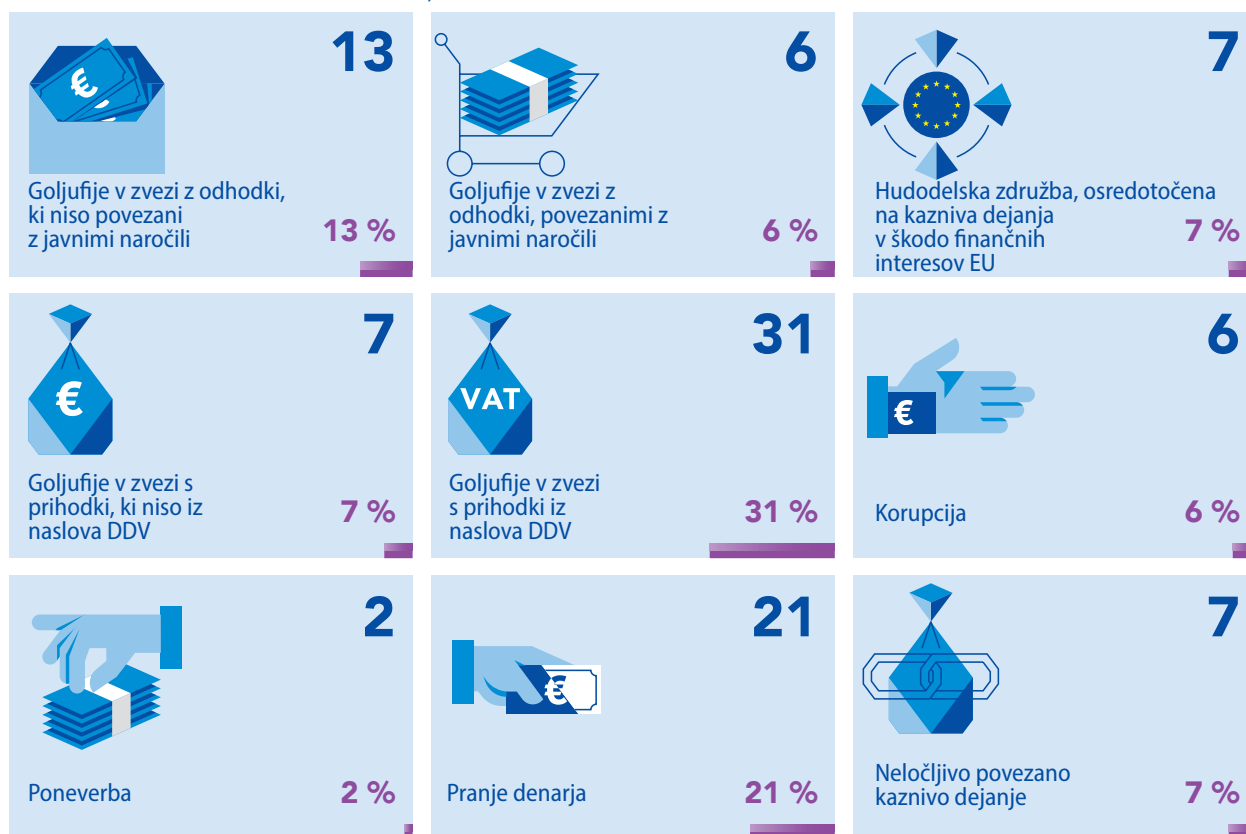 13
€
Goljufije v zvezi z odhodki,
ki niso povezani
z javnimi naročili
13 %
6
Goljufije v zvezi z
odhodki, povezanimi z
javnimi naročili
6 %
7
Hudodelska združba, osredotočena
na kazniva dejanja
v škodo finančnih
interesov EU
7 %
7
€
Goljufije v zvezi s
prihodki, ki niso iz
naslova DDV
7 %
31
VAT
Goljufije v zvezi
s prihodki iz
naslova DDV
31 %
6
€
Korupcija
6 %
2
Poneverba
2 %
21
€
Pranje denarja
21 %
7
Neločljivo povezano
kaznivo dejanje
7 %